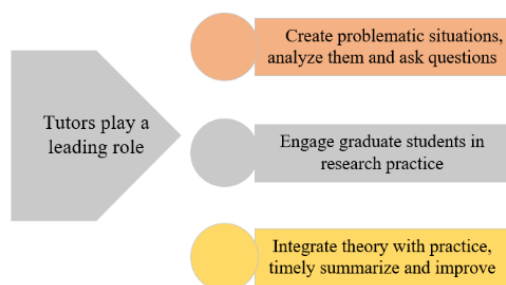 Tutors play a
leading role
Create problematic situations,
analyze them and ask questions
Engage graduate students in
research practice
Integrate theory with practice,
timely summarize and improve